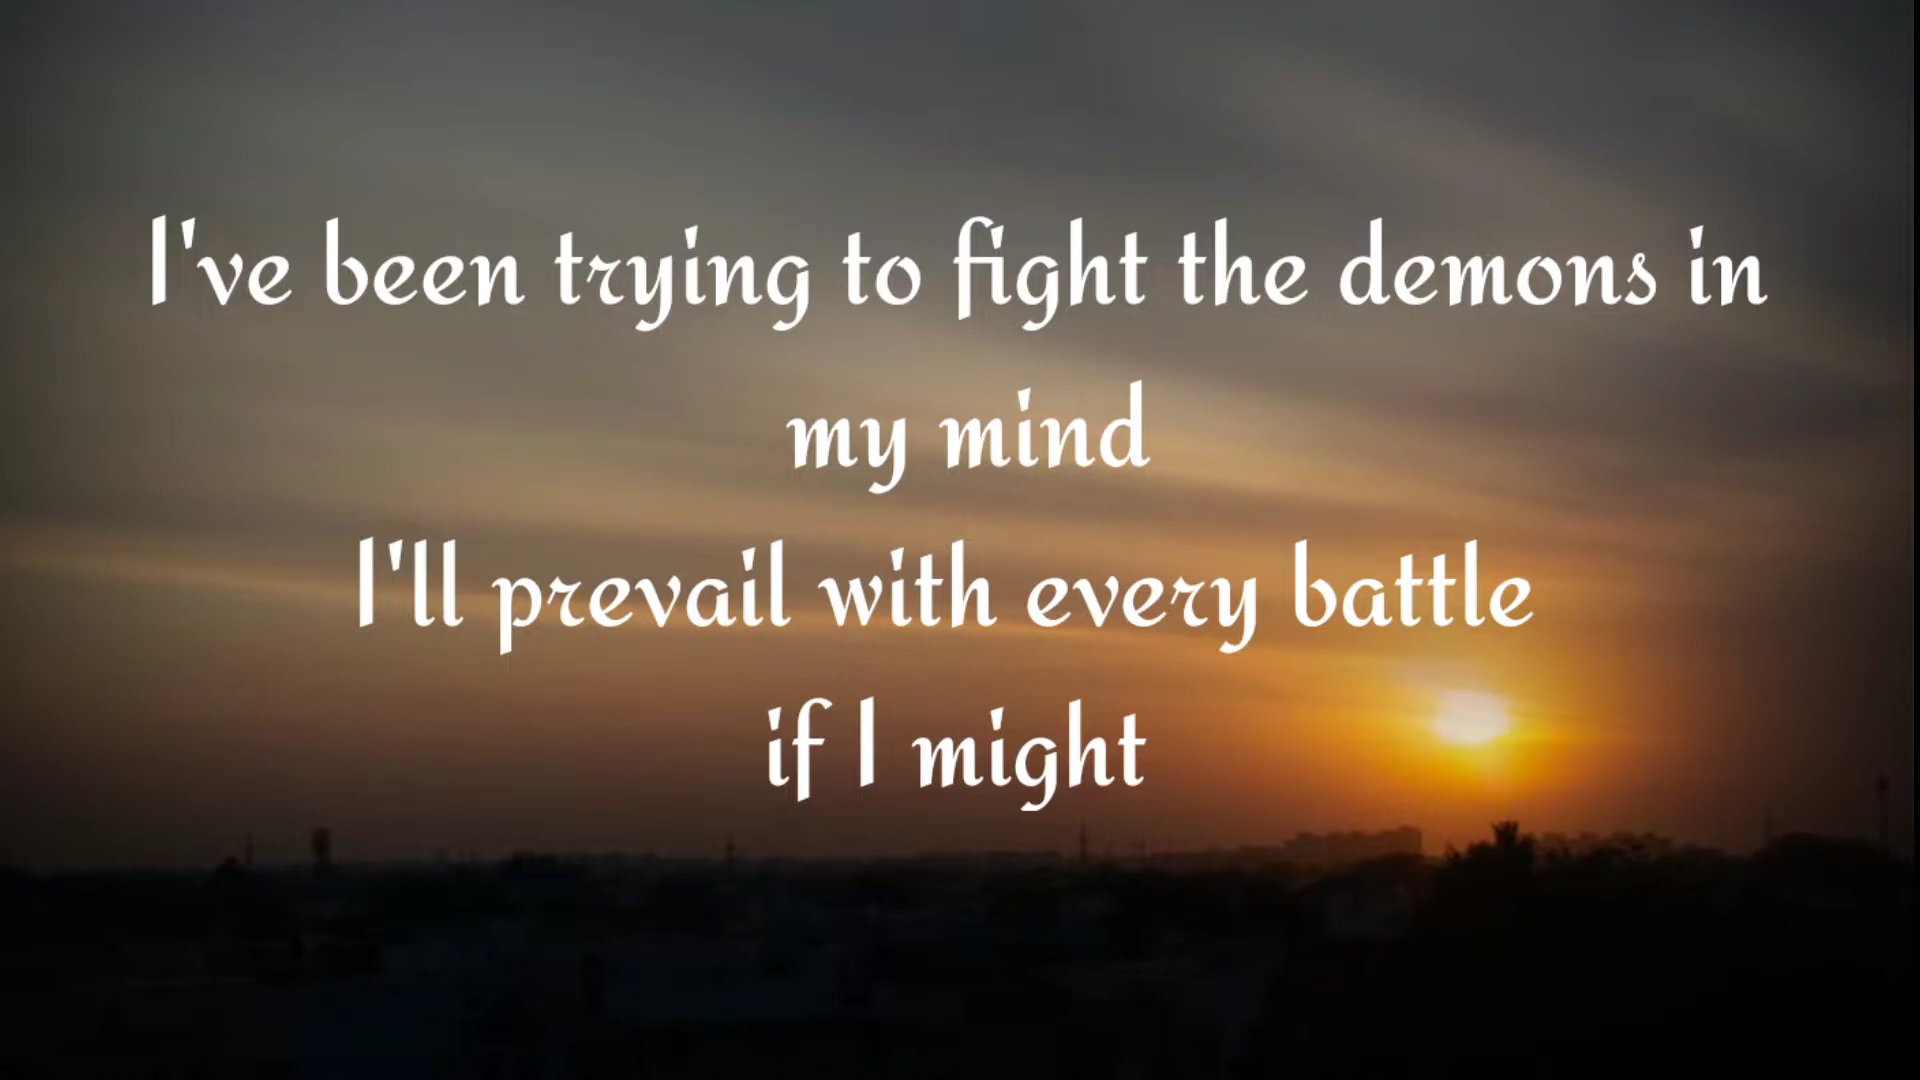 I've been trying to fight the demons in
my mind
I'll prevail with every battle
if I might